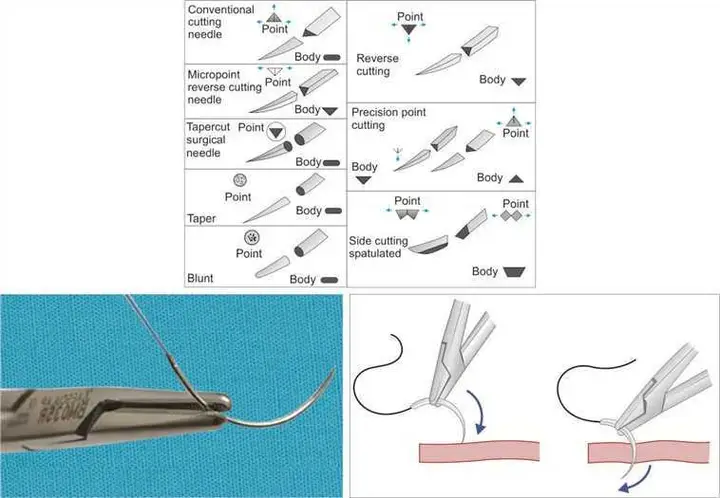 Conventional
cutting
needle
Point
Body
Micropoint
reverse cutting
needle
Point
Body
Tapercut
surgical
needle
Point
Body
Point
Taper
Body
Point
Blunt
Body
Point
Reverse
cutting
Body
Precision point
cutting
Point
Body
Body
Point
Point
Side cutting
spatulated
Body